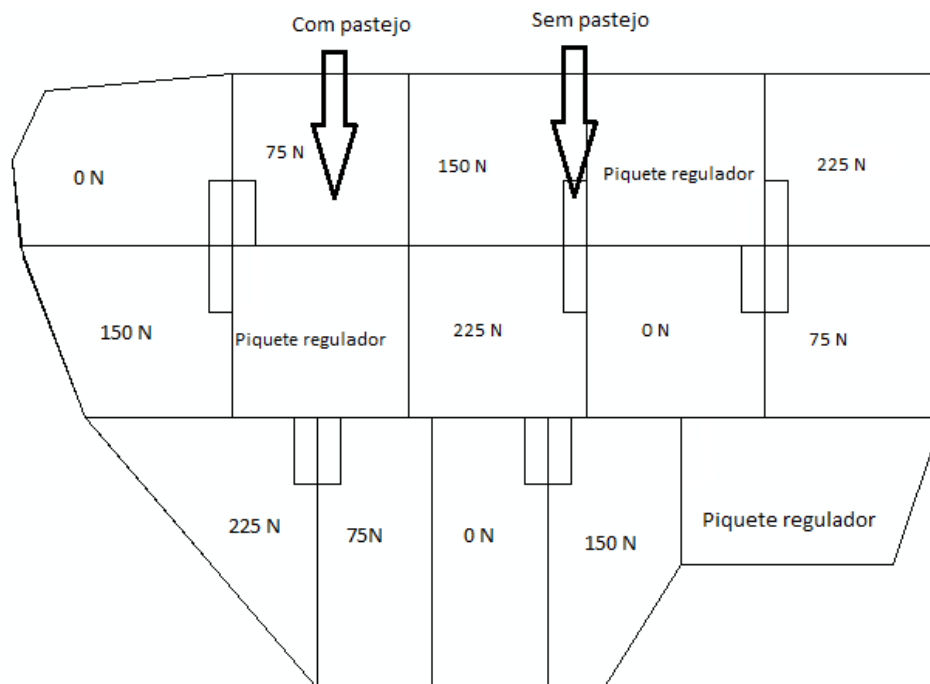 Com pastejo
Sem pastejo
0 N
75 N
150 N
Piquete regulador
225 N
150 N
Piquete regulador
225 N
0 N
75 N
225 N
75N
0 N
150 N
Piquete regulador